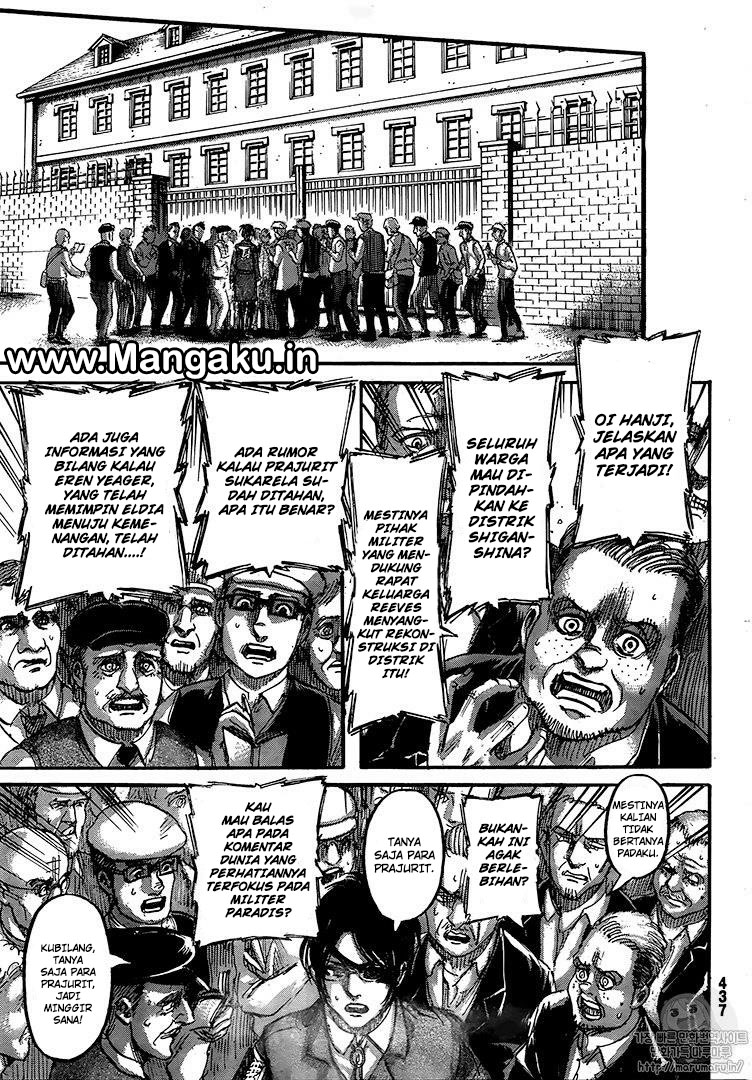 www.Mangaku.in
OI HANJI,
JELASKAN
APA YANG
TERJADI!
SELURUH
WARGA
MAU DI-
PINDAH-
KAN KE
DISTRIK
SHIGAN-
SHINA?
MESTINYA
PIHAK
MILITER
YANG MEN-
DUKUNG
RAPAT
KELUARGA
REEVES
MENYANG-
KUT REKON-
STRUKSI DI
DISTRIK
ITU!
ADA RUMOR
KALAU PRAJURIT
SUKARELA SU-
DAH DITAHAN,
APA ITU BENAR?
ADA JUGA
INFORMASI YANG
BILANG KALAU
EREN YEAGER,
YANG TELAH
MEMIMPIN ELDIA
MENUJU KEME-
NANGAN, TELAH
DITAHAN....!
MESTINYA
KALIAN
TIDAK
BERTANYA
PADAKU.
BUKAN-
KAH INI
AGAK
BERLE-
BIHAN?
TANYA
SAJA PARA
PRAJURIT.
KAU
MAU BALAS
APA PADA
KOMENTAR
DUNIA YANG
PERHATIANNYA
TERFOKUS PADA
MILITER
PARADIS?
KUBILANG,
TANYA
SAJA PARA
PRAJURIT,
JADI
MINGGIR
SANA!
437
http://marumaru.in/